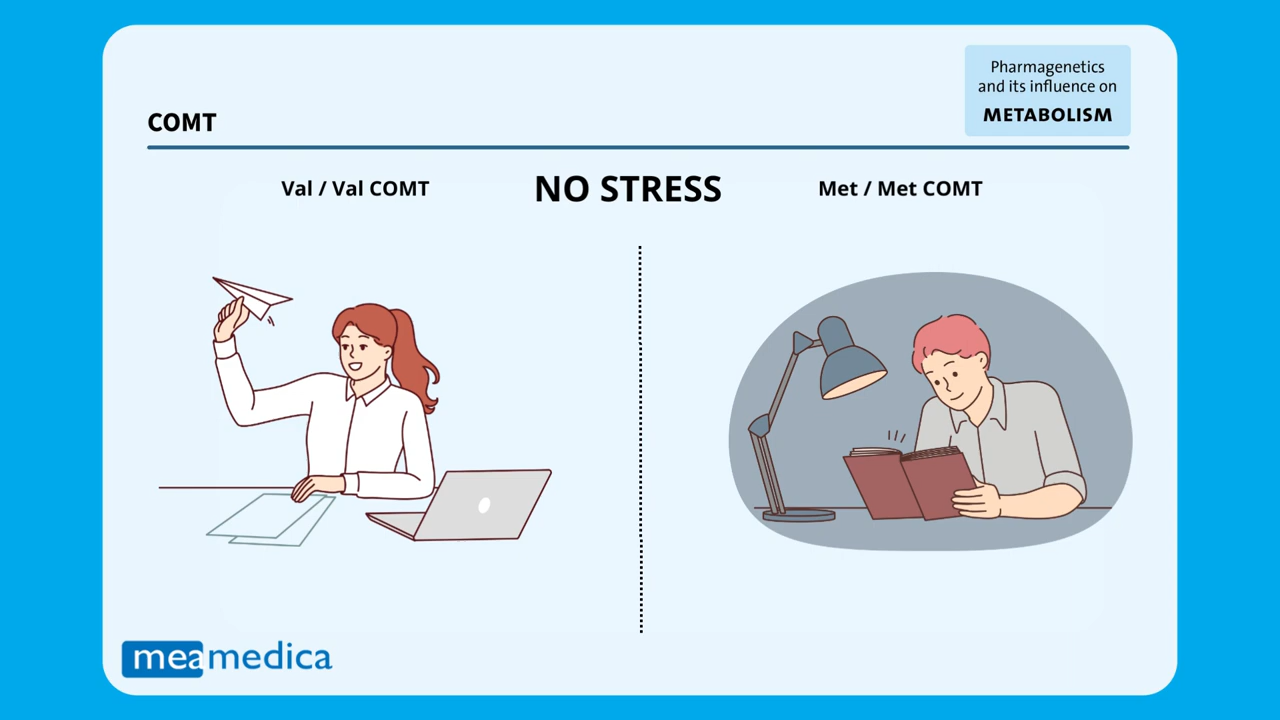 Pharmagenetics
and its influence on
METABOLISM
COMT
Val / Val COMT
NO STRESS
Met / Met COMT
meamedica